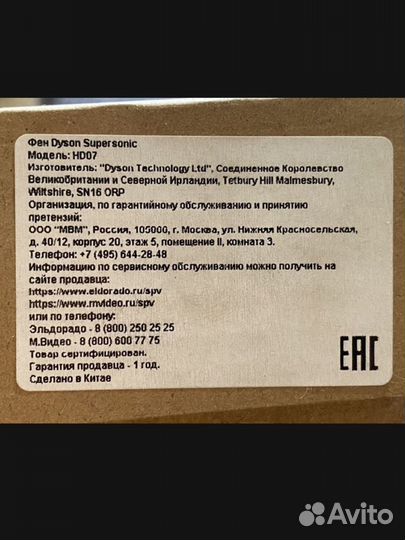 Фен Dyson Supersonic
Модель: HD07
Изготовитель: "Dyson Technology Ltd", Соединенное Королевство
Великобритании и Северной Ирландии, Tetbury Hill Malmesbury,
Wiltshire, SN16 ORP
Организация, по гарантийному обслуживанию и принятию
претензий:
ООО "МВМ", Россия, 105000, г. Москва, ул. Нижняя Красносельская,
д. 40/12, корпус 20, этаж 5, помещение II, комната 3.
Телефон: +7 (495) 644-28-48
Информацию по сервисному обслуживанию можно получить на
сайте продавца:
https://www.eldorado.ru/spv
https://www.mvideo.ru/spv
или по телефону:
Эльдорадо - 8 (800) 250 25 25
М.Видео - 8 (800) 600 77 75
Товар сертифицирован.
Гарантия продавца - 1 год.
Сделано в Китае
EAC
Avito